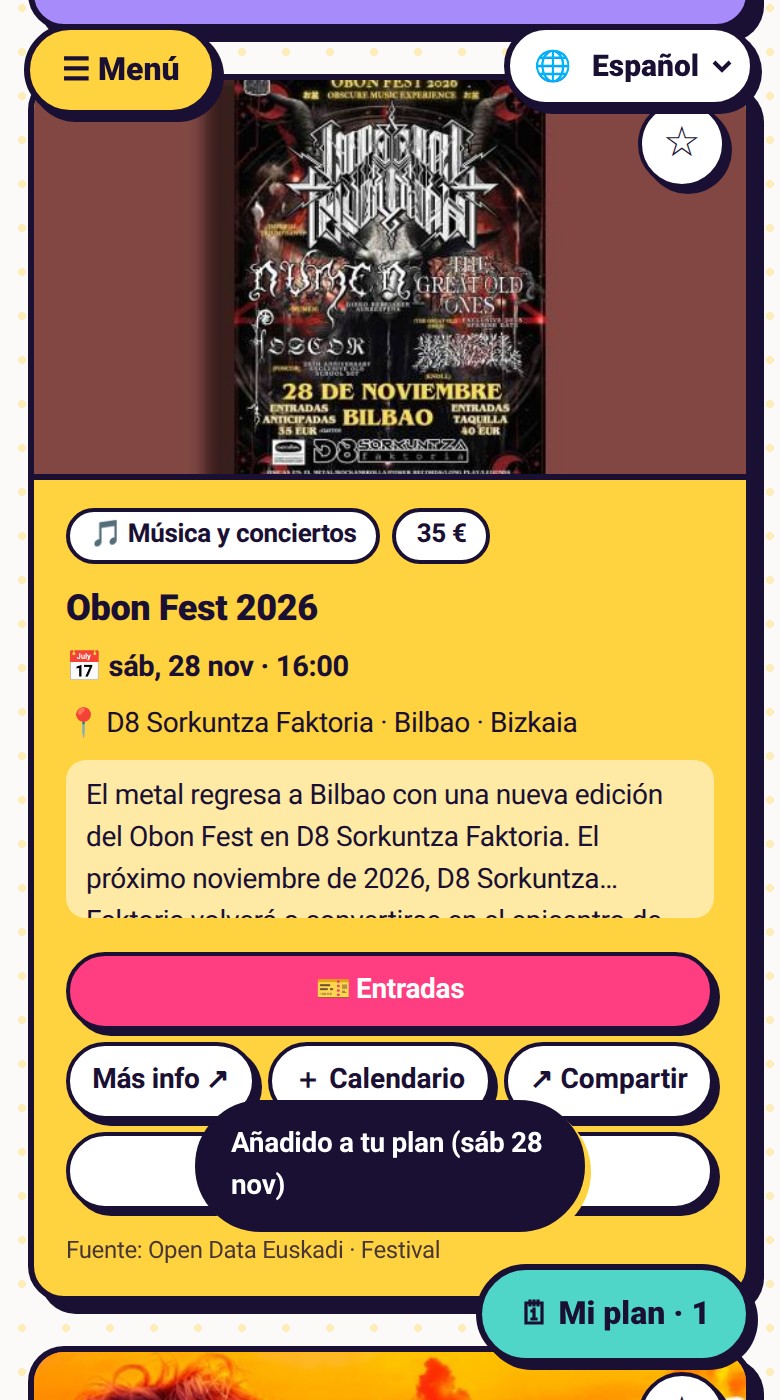 ☰ Menú
🌐 Español
OBON FEST 2026
OBSCURE MUSIC EXPERIENCE
NUMEN
THE
GREAT OLD
ONES
FOSCOR
28 DE NOVIEMBRE
ENTRADAS
ANTICIPADAS
35 EUR
BILBAO
ENTRADAS
TAQUILLA
40 EUR
D8 SORKUNTZA
faktoria
🎵 Música y conciertos
35 €
Obon Fest 2026
📅 sáb, 28 nov · 16:00
📍 D8 Sorkuntza Faktoria · Bilbao · Bizkaia
El metal regresa a Bilbao con una nueva edición
del Obon Fest en D8 Sorkuntza Faktoria. El
próximo noviembre de 2026, D8 Sorkuntza...
🎫 Entradas
Más info ↗
+ Calendario
↗ Compartir
Añadido a tu plan (sáb 28
nov)
Fuente: Open Data Euskadi · Festival
🗓 Mi plan · 1